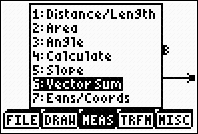 1:Distance/Length
2:Area
3:Angle
4:Calculate
5:Slope
6:Vector Sum
7:Eqns/Coords
B
FILE DRAW MEAS TRFM MISC